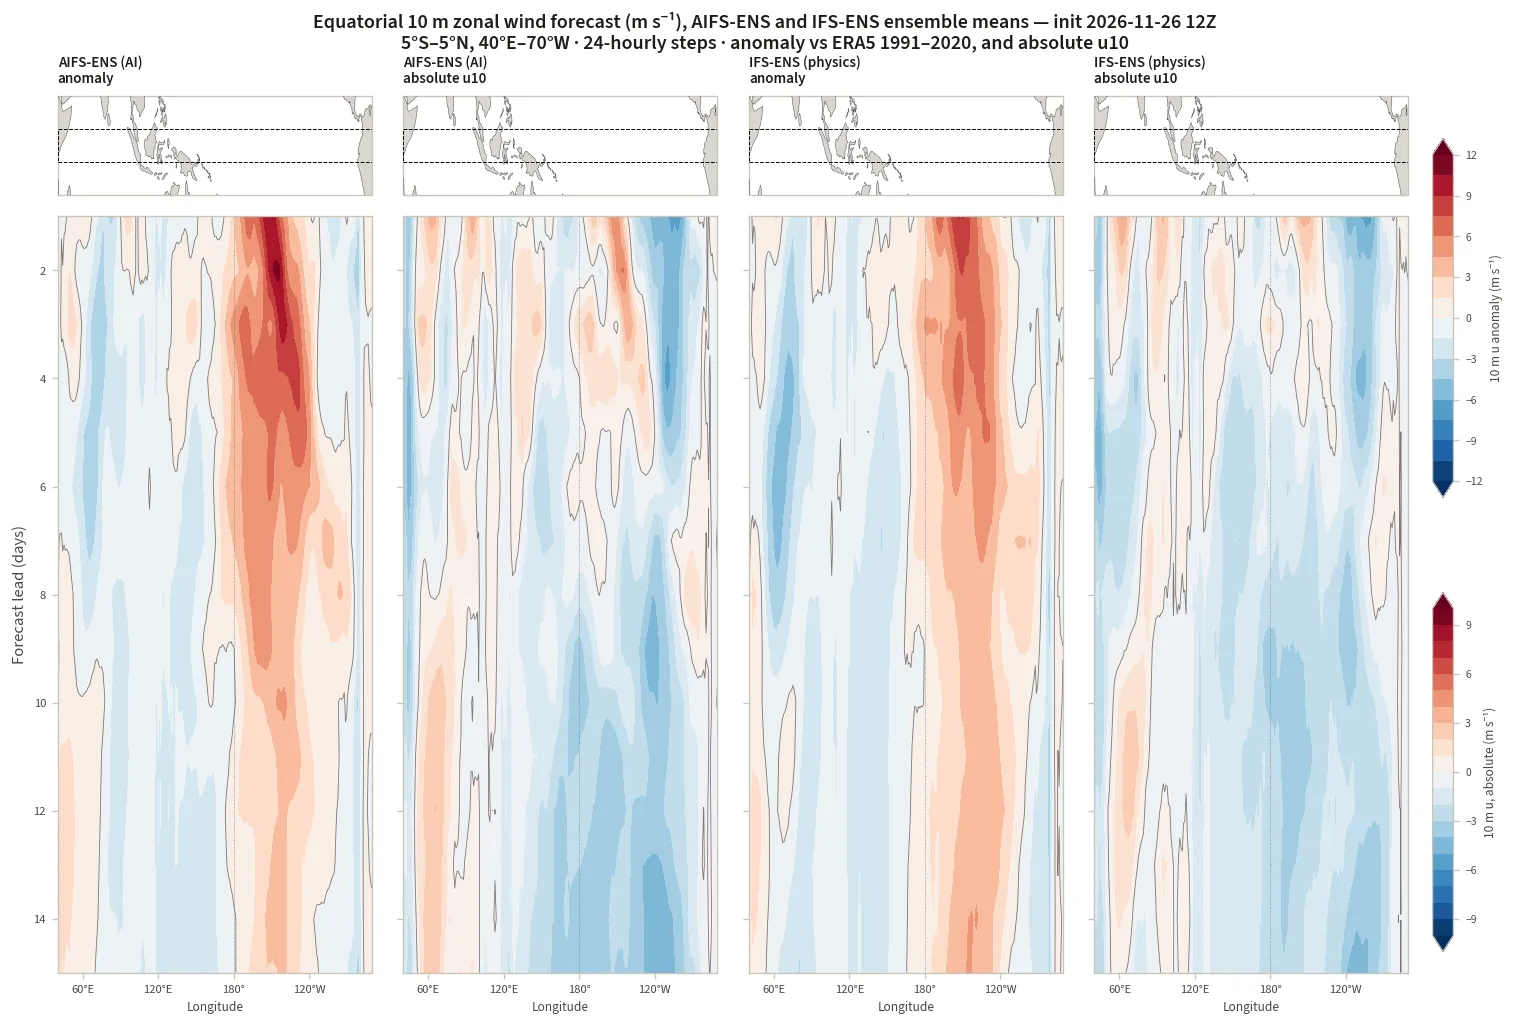 Equatorial 10 m zonal wind forecast (m s⁻¹), AIFS-ENS and IFS-ENS ensemble means — init 2026-11-26 12Z
5°S–5°N, 40°E–70°W · 24-hourly steps · anomaly vs ERA5 1991–2020, and absolute u10
AIFS-ENS (AI)
anomaly
AIFS-ENS (AI)
absolute u10
IFS-ENS (physics)
anomaly
IFS-ENS (physics)
absolute u10
Forecast lead (days)
2
4
6
8
10
12
14
60°E
120°E
180°
120°W
Longitude
60°E
120°E
180°
120°W
Longitude
60°E
120°E
180°
120°W
Longitude
60°E
120°E
180°
120°W
Longitude
12
9
6
3
0
−3
−6
−9
−12
10 m u anomaly (m s⁻¹)
9
6
3
0
−3
−6
−9
10 m u, absolute (m s⁻¹)